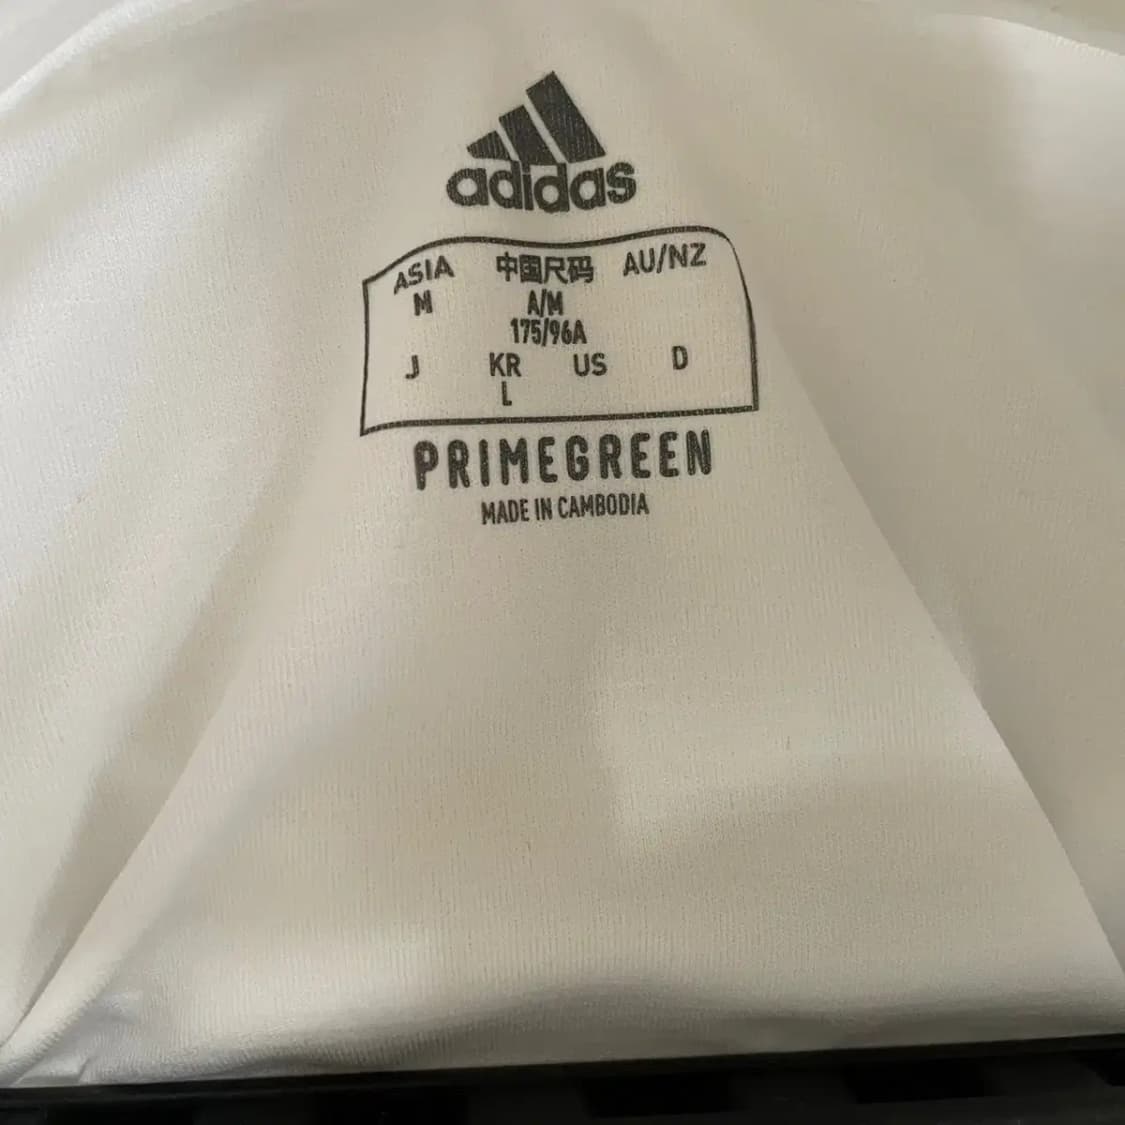 adidas
ASIA 中国尺码 AU/NZ
M A/M
175/96A
J KR US D
L
PRIMEGREEN
MADE IN CAMBODIA